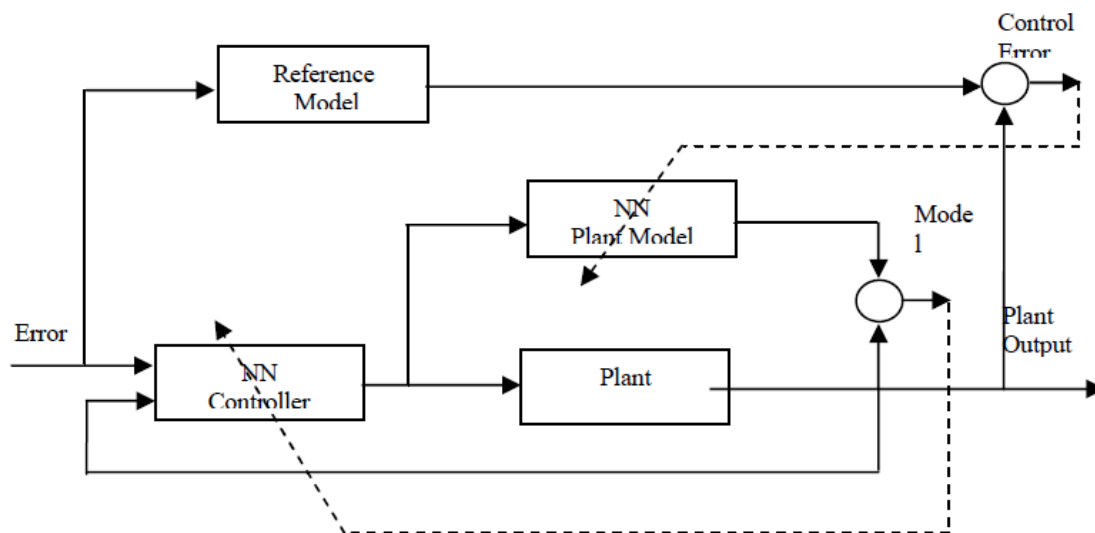 Control
Error
Reference
Model
NN
Plant Model
Mode
l
Error
NN
Controller
Plant
Plant
Output